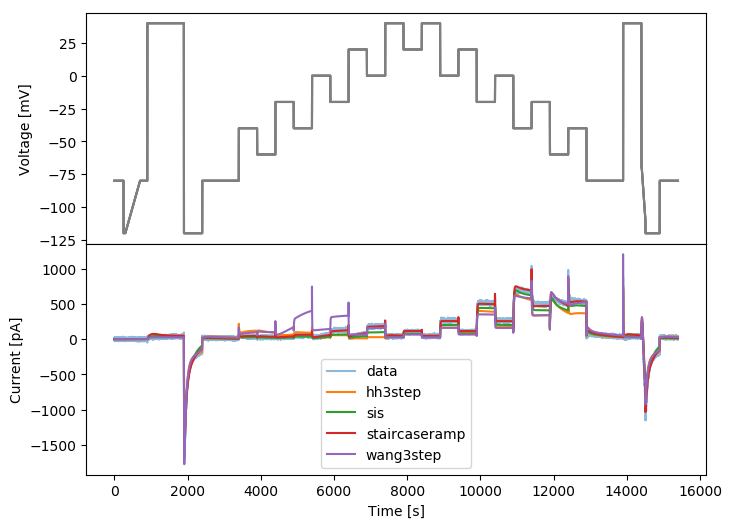 25
0
−25
−50
−75
−100
−125
Voltage [mV]
1000
500
0
−500
−1000
−1500
Current [pA]
data
hh3step
sis
staircaseramp
wang3step
0 2000 4000 6000 8000 10000 12000 14000 16000
Time [s]